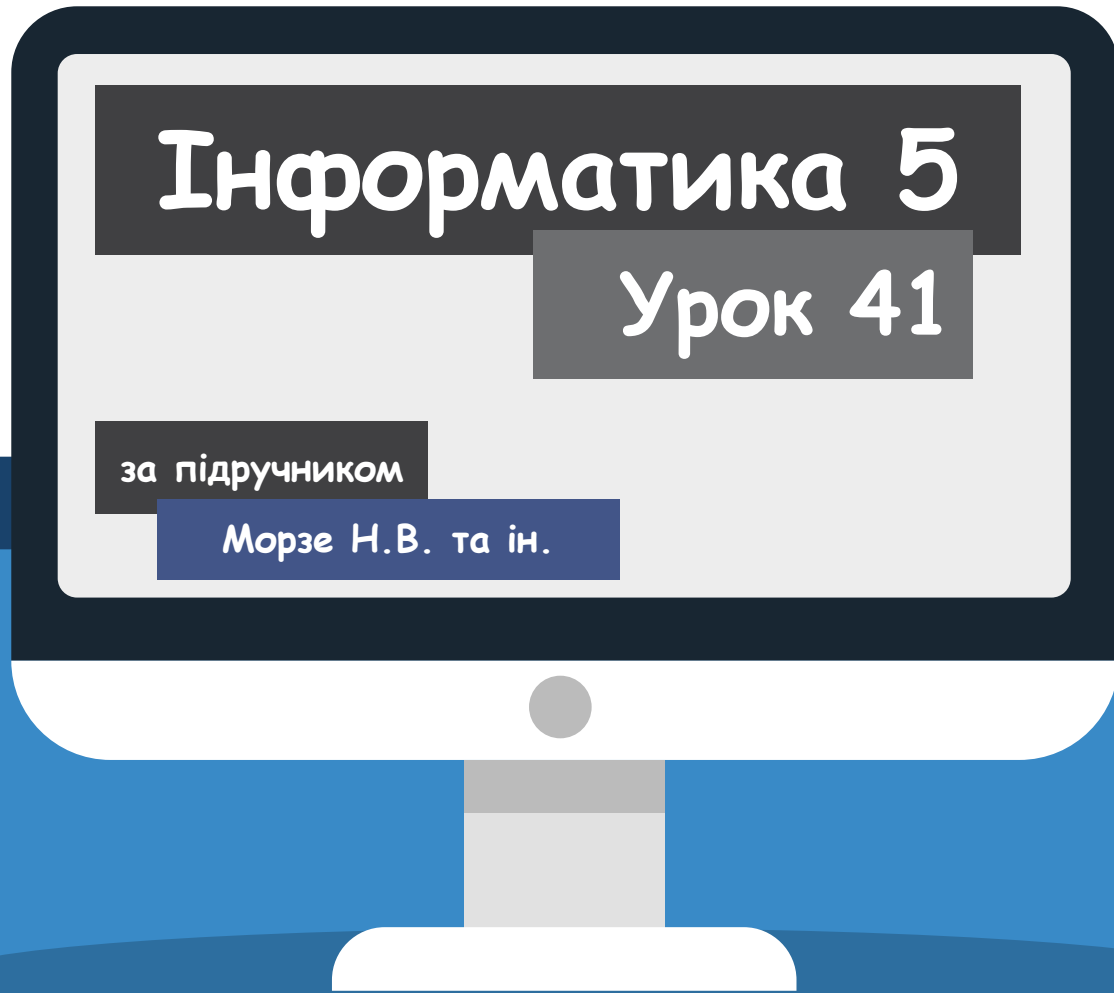 Інформатика 5
Урок 41
за підручником
Морзе Н.В. та ін.